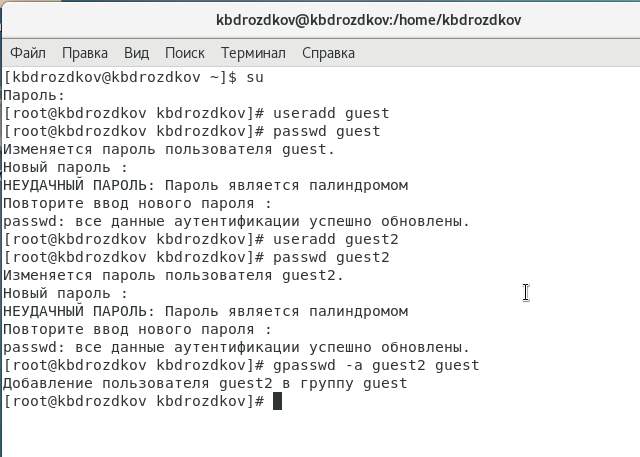 kbdrozdkov@kbdrozdkov:/home/kbdrozdkov
Файл Правка Вид Поиск Терминал Справка
[kbdrozdkov@kbdrozdkov ~]$ su
Пароль:
[root@kbdrozdkov kbdrozdkov]# useradd guest
[root@kbdrozdkov kbdrozdkov]# passwd guest
Изменяется пароль пользователя guest.
Новый пароль :
НЕУДАЧНЫЙ ПАРОЛЬ: Пароль является палиндромом
Повторите ввод нового пароля :
passwd: все данные аутентификации успешно обновлены.
[root@kbdrozdkov kbdrozdkov]# useradd guest2
[root@kbdrozdkov kbdrozdkov]# passwd guest2
Изменяется пароль пользователя guest2.
Новый пароль :
НЕУДАЧНЫЙ ПАРОЛЬ: Пароль является палиндромом
Повторите ввод нового пароля :
passwd: все данные аутентификации успешно обновлены.
[root@kbdrozdkov kbdrozdkov]# gpasswd -a guest2 guest
Добавление пользователя guest2 в группу guest
[root@kbdrozdkov kbdrozdkov]#